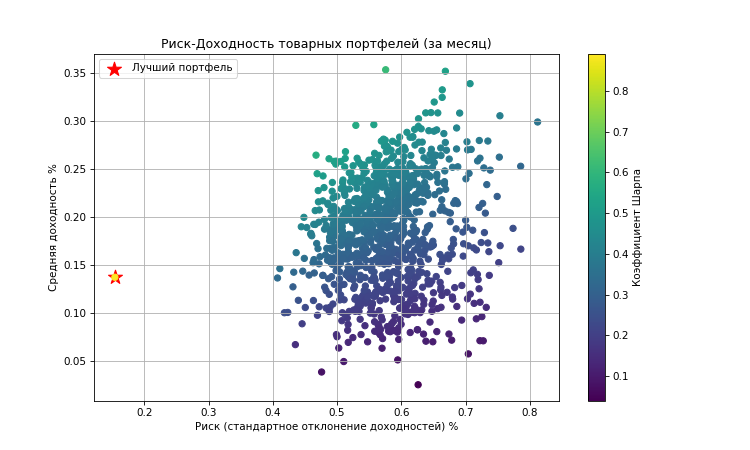 Риск-Доходность товарных портфелей (за месяц)
Лучший портфель
Средняя доходность %
0.35
0.30
0.25
0.20
0.15
0.10
0.05
0.2 0.3 0.4 0.5 0.6 0.7 0.8
Риск (стандартное отклонение доходностей) %
0.8
0.7
0.6
0.5
0.4
0.3
0.2
0.1
Коэффициент Шарпа